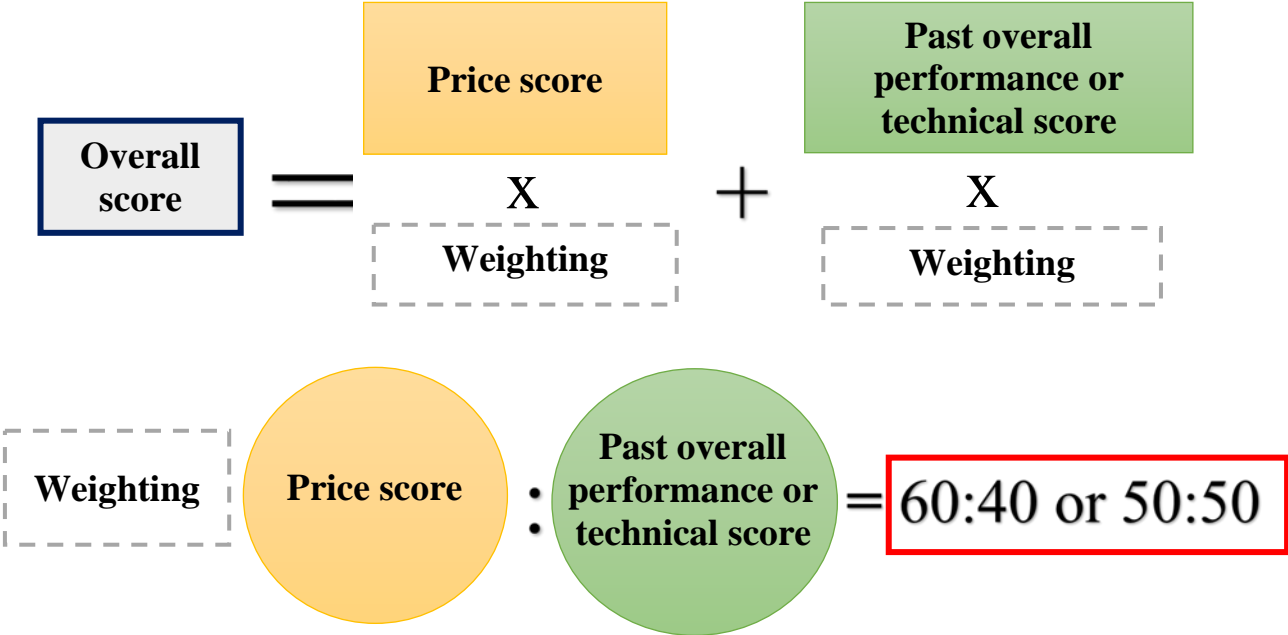 Price score
Past overall
performance or
technical score
Overall
score
=
x
+
x
Weighting
Weighting
Weighting
Price score
:
Past overall
performance or
technical score
= 60:40 or 50:50